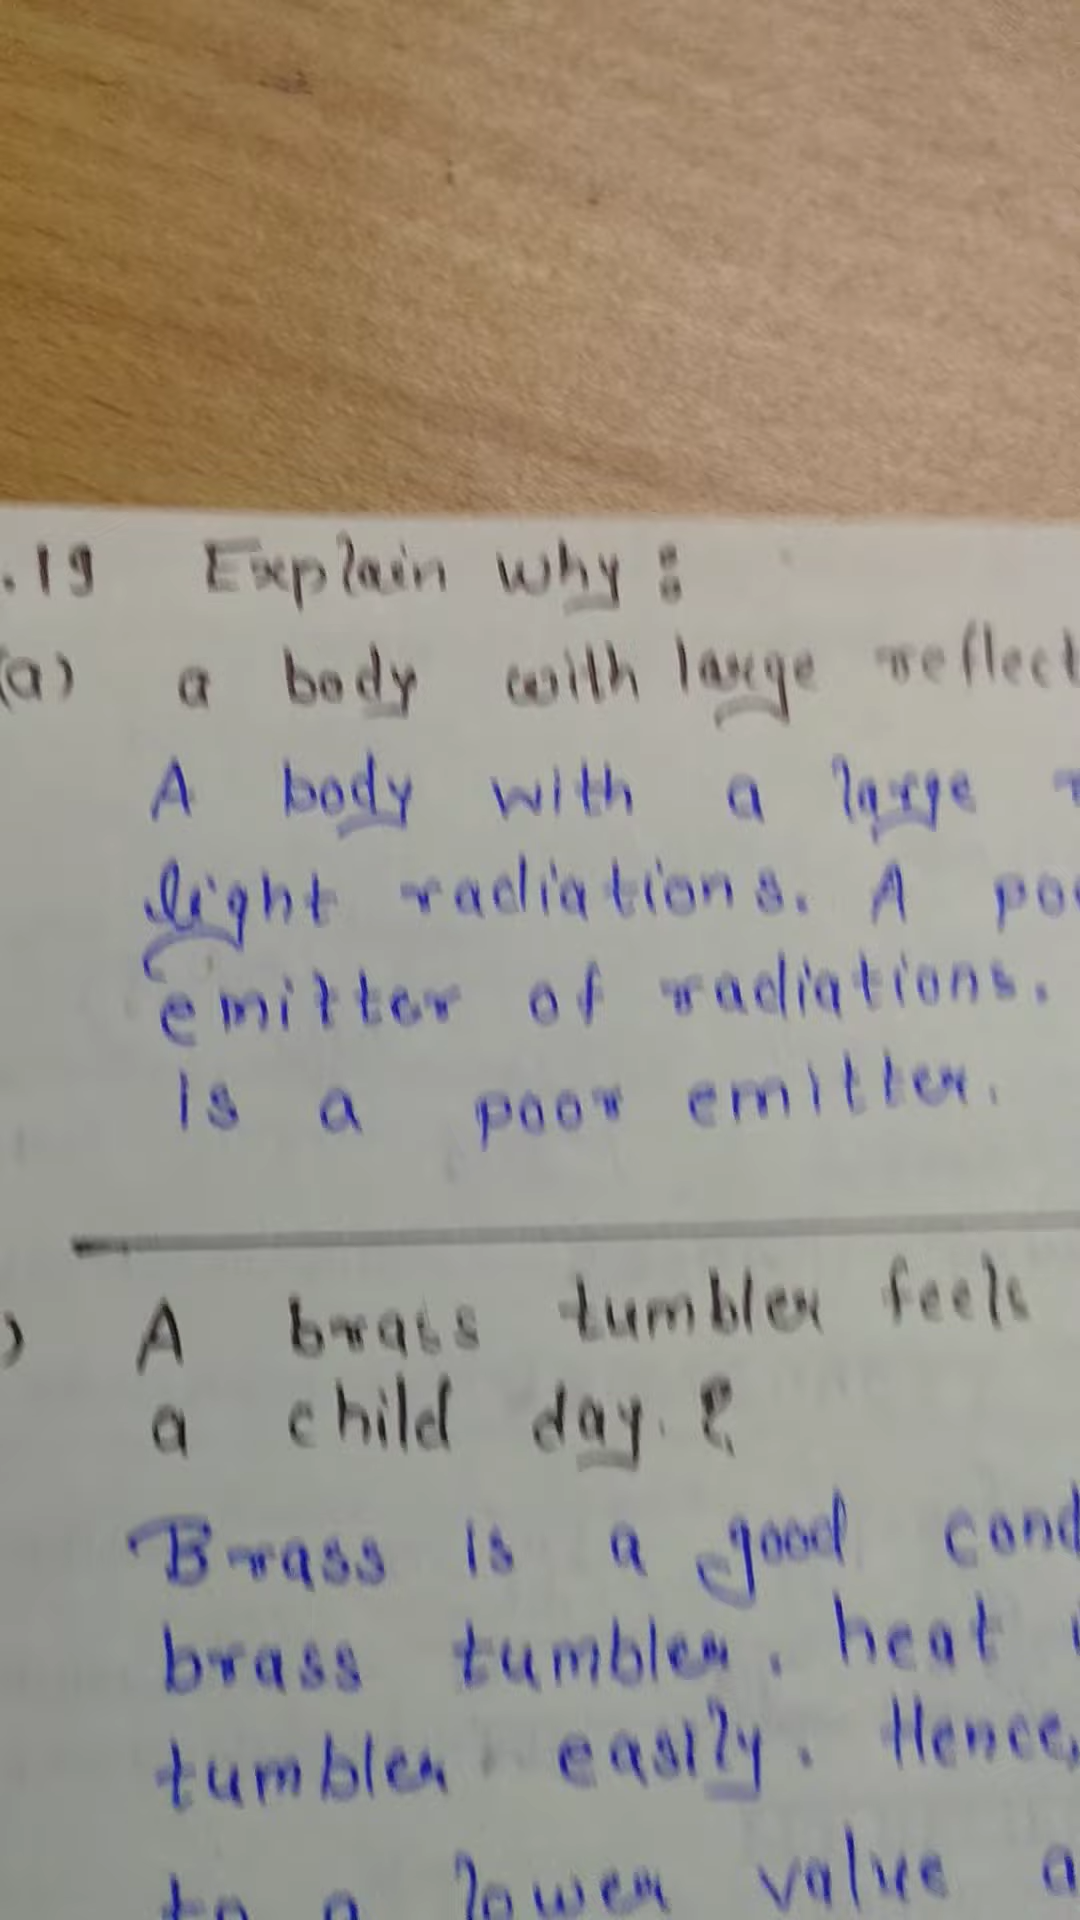 .19 Explain why :
(a) a body with large reflect
A body with a large
light radiations. A po
emitter of radiations.
is a poor emitter.
) A brass tumbler feels
a child day. ?
Brass is a good cond
brass tumbler. heat
tumbler easily. Hence,
to a lower value a